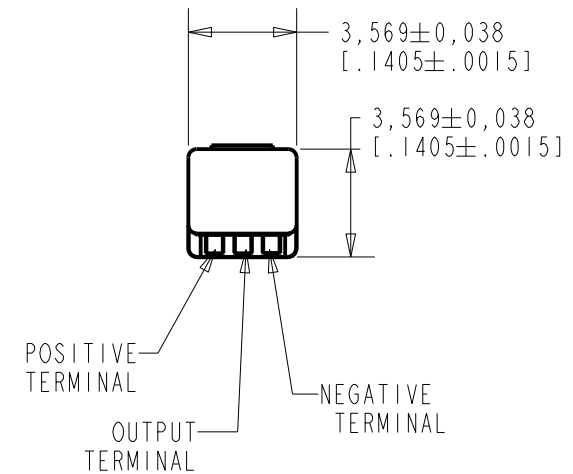 3,569±0,038
[.1405±.0015]
3,569±0,038
[.1405±.0015]
POSITIVE
TERMINAL
NEGATIVE
TERMINAL
OUTPUT
TERMINAL